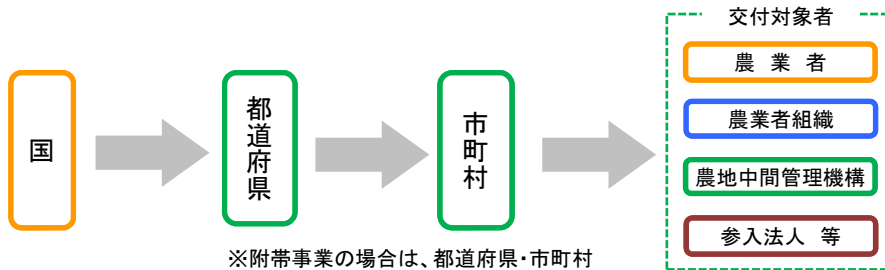 交付対象者
国
都道府県
市町村
農 業 者
農業者組織
農地中間管理機構
参入法人 等
※附帯事業の場合は、都道府県・市町村